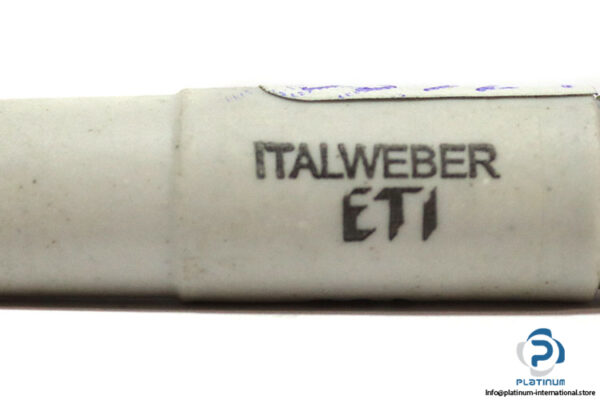 ITALWEBER
ETI
PLATINUM
Info@platinum-international.store